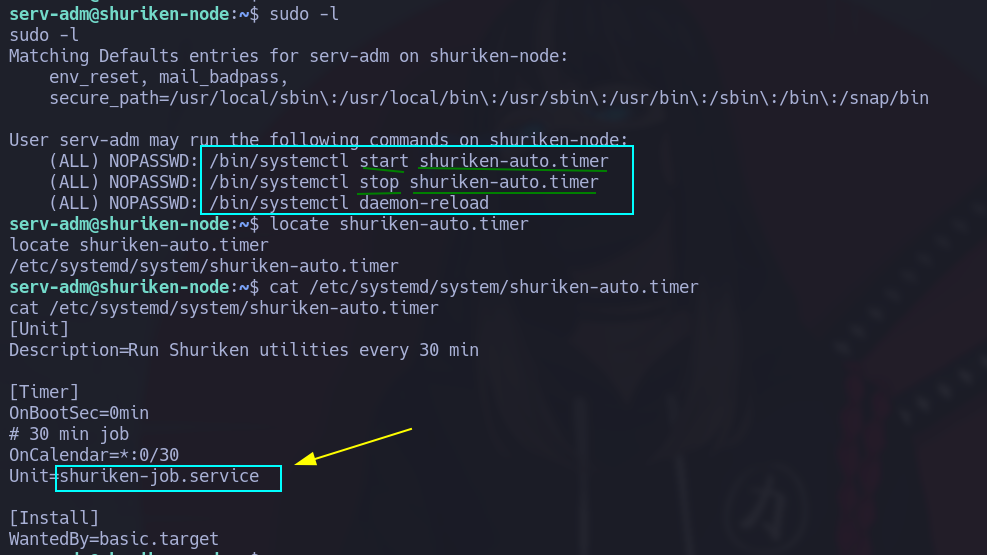 serv-adm@shuriken-node:~$ sudo -l
sudo -l
Matching Defaults entries for serv-adm on shuriken-node:
    env_reset, mail_badpass,
    secure_path=/usr/local/sbin\:/usr/local/bin\:/usr/sbin\:/usr/bin\:/sbin\:/bin\:/snap/bin

User serv-adm may run the following commands on shuriken-node:
    (ALL) NOPASSWD: /bin/systemctl start shuriken-auto.timer
    (ALL) NOPASSWD: /bin/systemctl stop shuriken-auto.timer
    (ALL) NOPASSWD: /bin/systemctl daemon-reload
serv-adm@shuriken-node:~$ locate shuriken-auto.timer
locate shuriken-auto.timer
/etc/systemd/system/shuriken-auto.timer
serv-adm@shuriken-node:~$ cat /etc/systemd/system/shuriken-auto.timer
cat /etc/systemd/system/shuriken-auto.timer
[Unit]
Description=Run Shuriken utilities every 30 min

[Timer]
OnBootSec=0min
# 30 min job
OnCalendar=*:0/30
Unit=shuriken-job.service

[Install]
WantedBy=basic.target